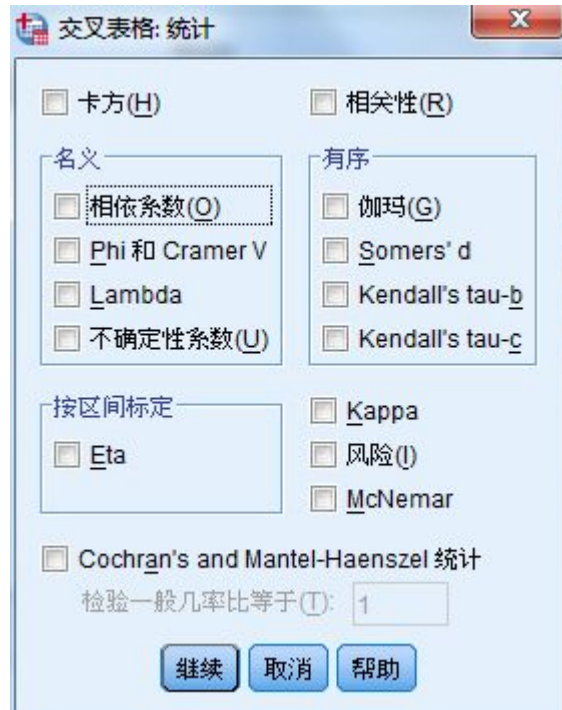 交叉表格: 统计
卡方(H)
相关性(R)
名义
相依系数(O)
Phi 和 Cramer V
Lambda
不确定性系数(U)
有序
伽玛(G)
Somers' d
Kendall's tau-b
Kendall's tau-c
按区间标定
Eta
Kappa
风险(I)
McNemar
Cochran's and Mantel-Haenszel 统计
检验一般几率比等于(T): 1
继续 取消 帮助